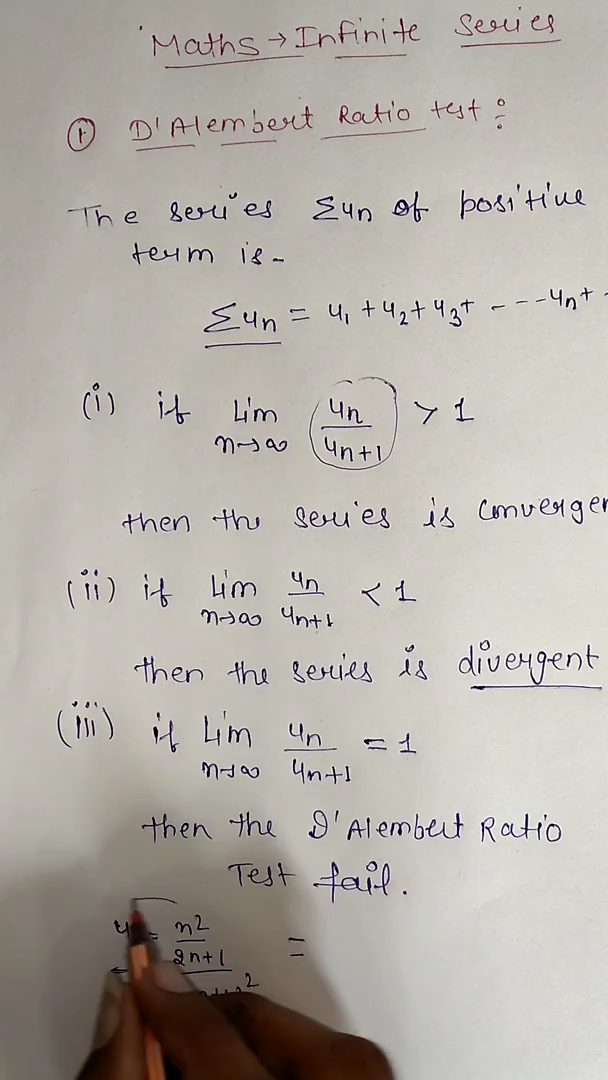 Maths → Infinite Series
① D'Alembert Ratio test :
The series Σun of positive
term is -
Σun = u1 + u2 + u3 + - - - un +
(i) if Lim n→∞ un/un+1 > 1
then the series is converge
(ii) if Lim n→∞ un/un+1 < 1
then the series is divergent
(iii) if Lim n→∞ un/un+1 = 1
then the D'Alembert Ratio
Test fail.
= n2/2n+1 =